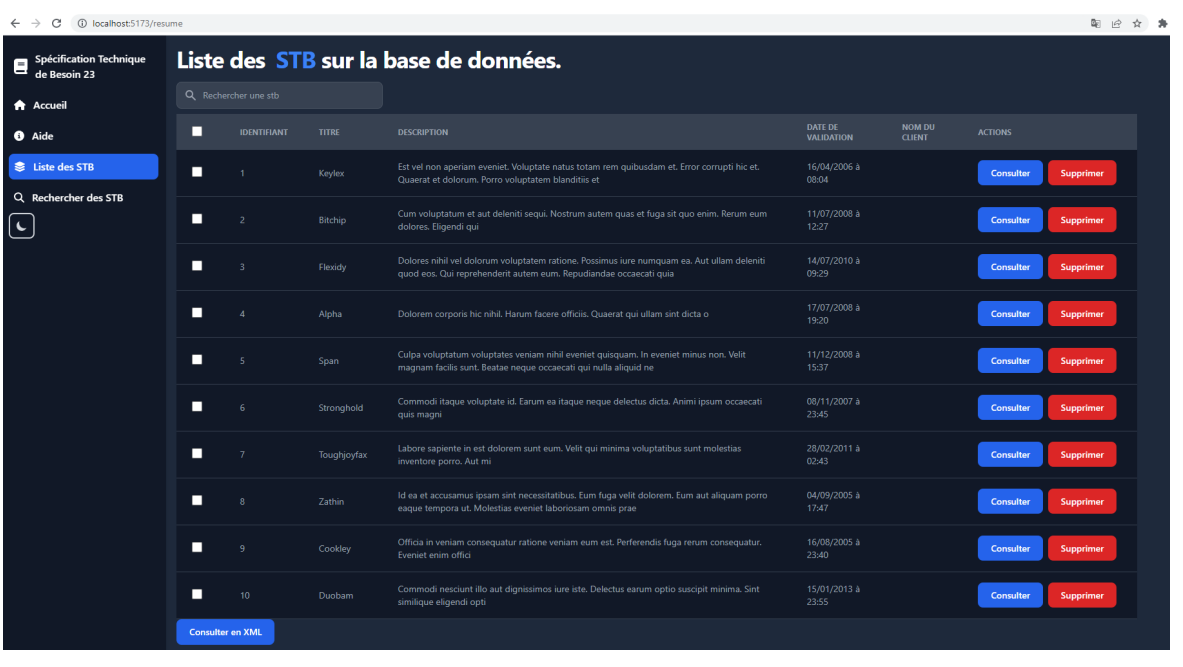 localhost:5173/resume
Spécification Technique
de Besoin 23
Accueil
Aide
Liste des STB
Rechercher des STB
Liste des STB sur la base de données.
Rechercher une stb
IDENTIFIANT TITRE DESCRIPTION DATE DE VALIDATION NOM DU CLIENT ACTIONS
1 Keylex Est vel non aperiam eveniet. Voluptate natus totam rem quibusdam et. Error corrupti hic et. 16/04/2006 à Consulter Supprimer
Quaerat et dolorum. Porro voluptatem blanditiis et 08:04
2 Bitchip Cum voluptatum et aut deleniti sequi. Nostrum autem quas et fuga sit quo enim. Rerum eum 11/07/2008 à Consulter Supprimer
dolores. Eligendi qui 12:27
3 Flexidy Dolores nihil vel dolorum voluptatem ratione. Possimus iure numquam ea. Aut ullam deleniti 14/07/2010 à Consulter Supprimer
quod eos. Qui reprehenderit autem eum. Repudiandae occaecati quia 09:29
4 Alpha Dolorem corporis hic nihil. Harum facere officiis. Quaerat qui ullam sint dicta o 17/07/2008 à Consulter Supprimer
19:20
5 Span Culpa voluptatum voluptates veniam nihil eveniet quisquam. In eveniet minus non. Velit 11/12/2008 à Consulter Supprimer
magnam facilis sunt. Beatae neque occaecati qui nulla aliquid ne 15:37
6 Stronghold Commodi itaque voluptate id. Earum ea itaque neque delectus dicta. Animi ipsum occaecati 08/11/2007 à Consulter Supprimer
quis magni 23:45
7 Toughjoyfax Labore sapiente in est dolorem sunt eum. Velit qui minima voluptatibus sunt molestias 28/02/2011 à Consulter Supprimer
inventore porro. Aut mi 02:43
8 Zathin Id ea et accusamus ipsam sint necessitatibus. Eum fuga velit dolorem. Eum aut aliquam porro 04/09/2005 à Consulter Supprimer
eaque tempora ut. Molestias eveniet laboriosam omnis prae 17:47
9 Cookley Officia in veniam consequatur ratione veniam eum est. Perferendis fuga rerum consequatur. 16/08/2005 à Consulter Supprimer
Eveniet enim offici 23:40
10 Duobam Commodi nesciunt illo aut dignissimos iure iste. Delectus earum optio suscipit minima. Sint 15/01/2013 à Consulter Supprimer
similique eligendi opti 23:55
Consulter en XML